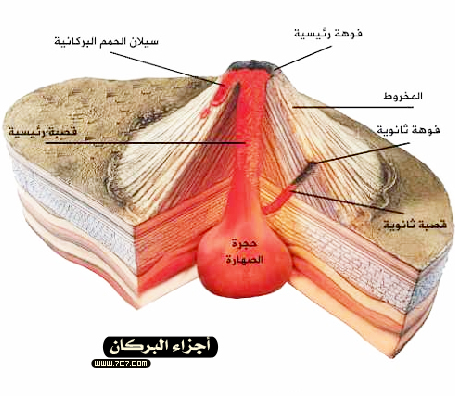 فوهة رئيسية
سيلان الحمم البركانية
المخروط
فوهة ثانوية
قصبة رئيسية
قصبة ثانوية
حجرة
الصهارة
أجزاء البركان
www.7C7.com